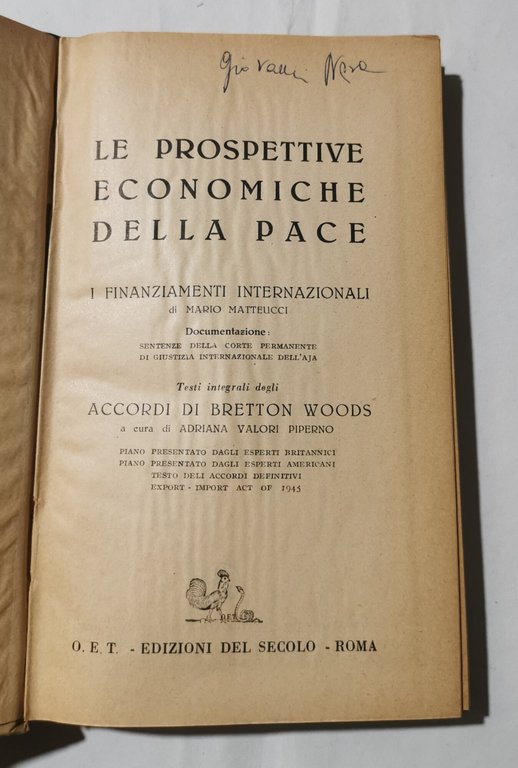 Giovanni
LE PROSPETTIVE
ECONOMICHE
DELLA PACE
I FINANZIAMENTI INTERNAZIONALI
di MARIO MATTEUCCI
Documentazione:
SENTENZE DELLA CORTE PERMANENTE
DI GIUSTIZIA INTERNAZIONALE DELL'AJA
Testi integrali degli
ACCORDI DI BRETTON WOODS
a cura di ADRIANA VALORI PIPERNO
PIANO PRESENTATO DAGLI ESPERTI BRITANNICI
PIANO PRESENTATO DAGLI ESPERTI AMERICANI
TESTO DELI ACCORDI DEFINITIVI
EXPORT - IMPORT ACT OF 1945
O.E.T.
O. E. T. - EDIZIONI DEL SECOLO - ROMA